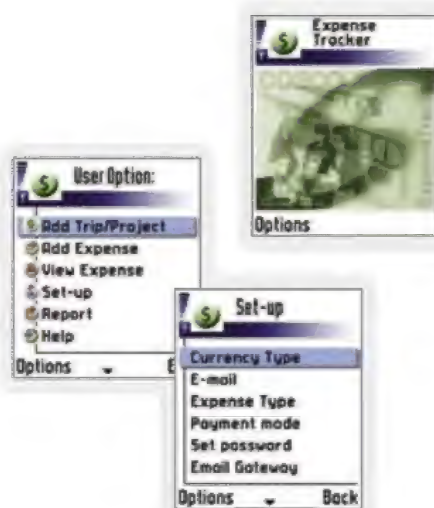 Expense
Tracker
Options
User Option:
Add Trip/Project
Add Expense
View Expense
Set-up
Report
Help
Options
Set-up
Currency Type
E-mail
Expense Type
Payment mode
Set password
Email Gateway
Options Back